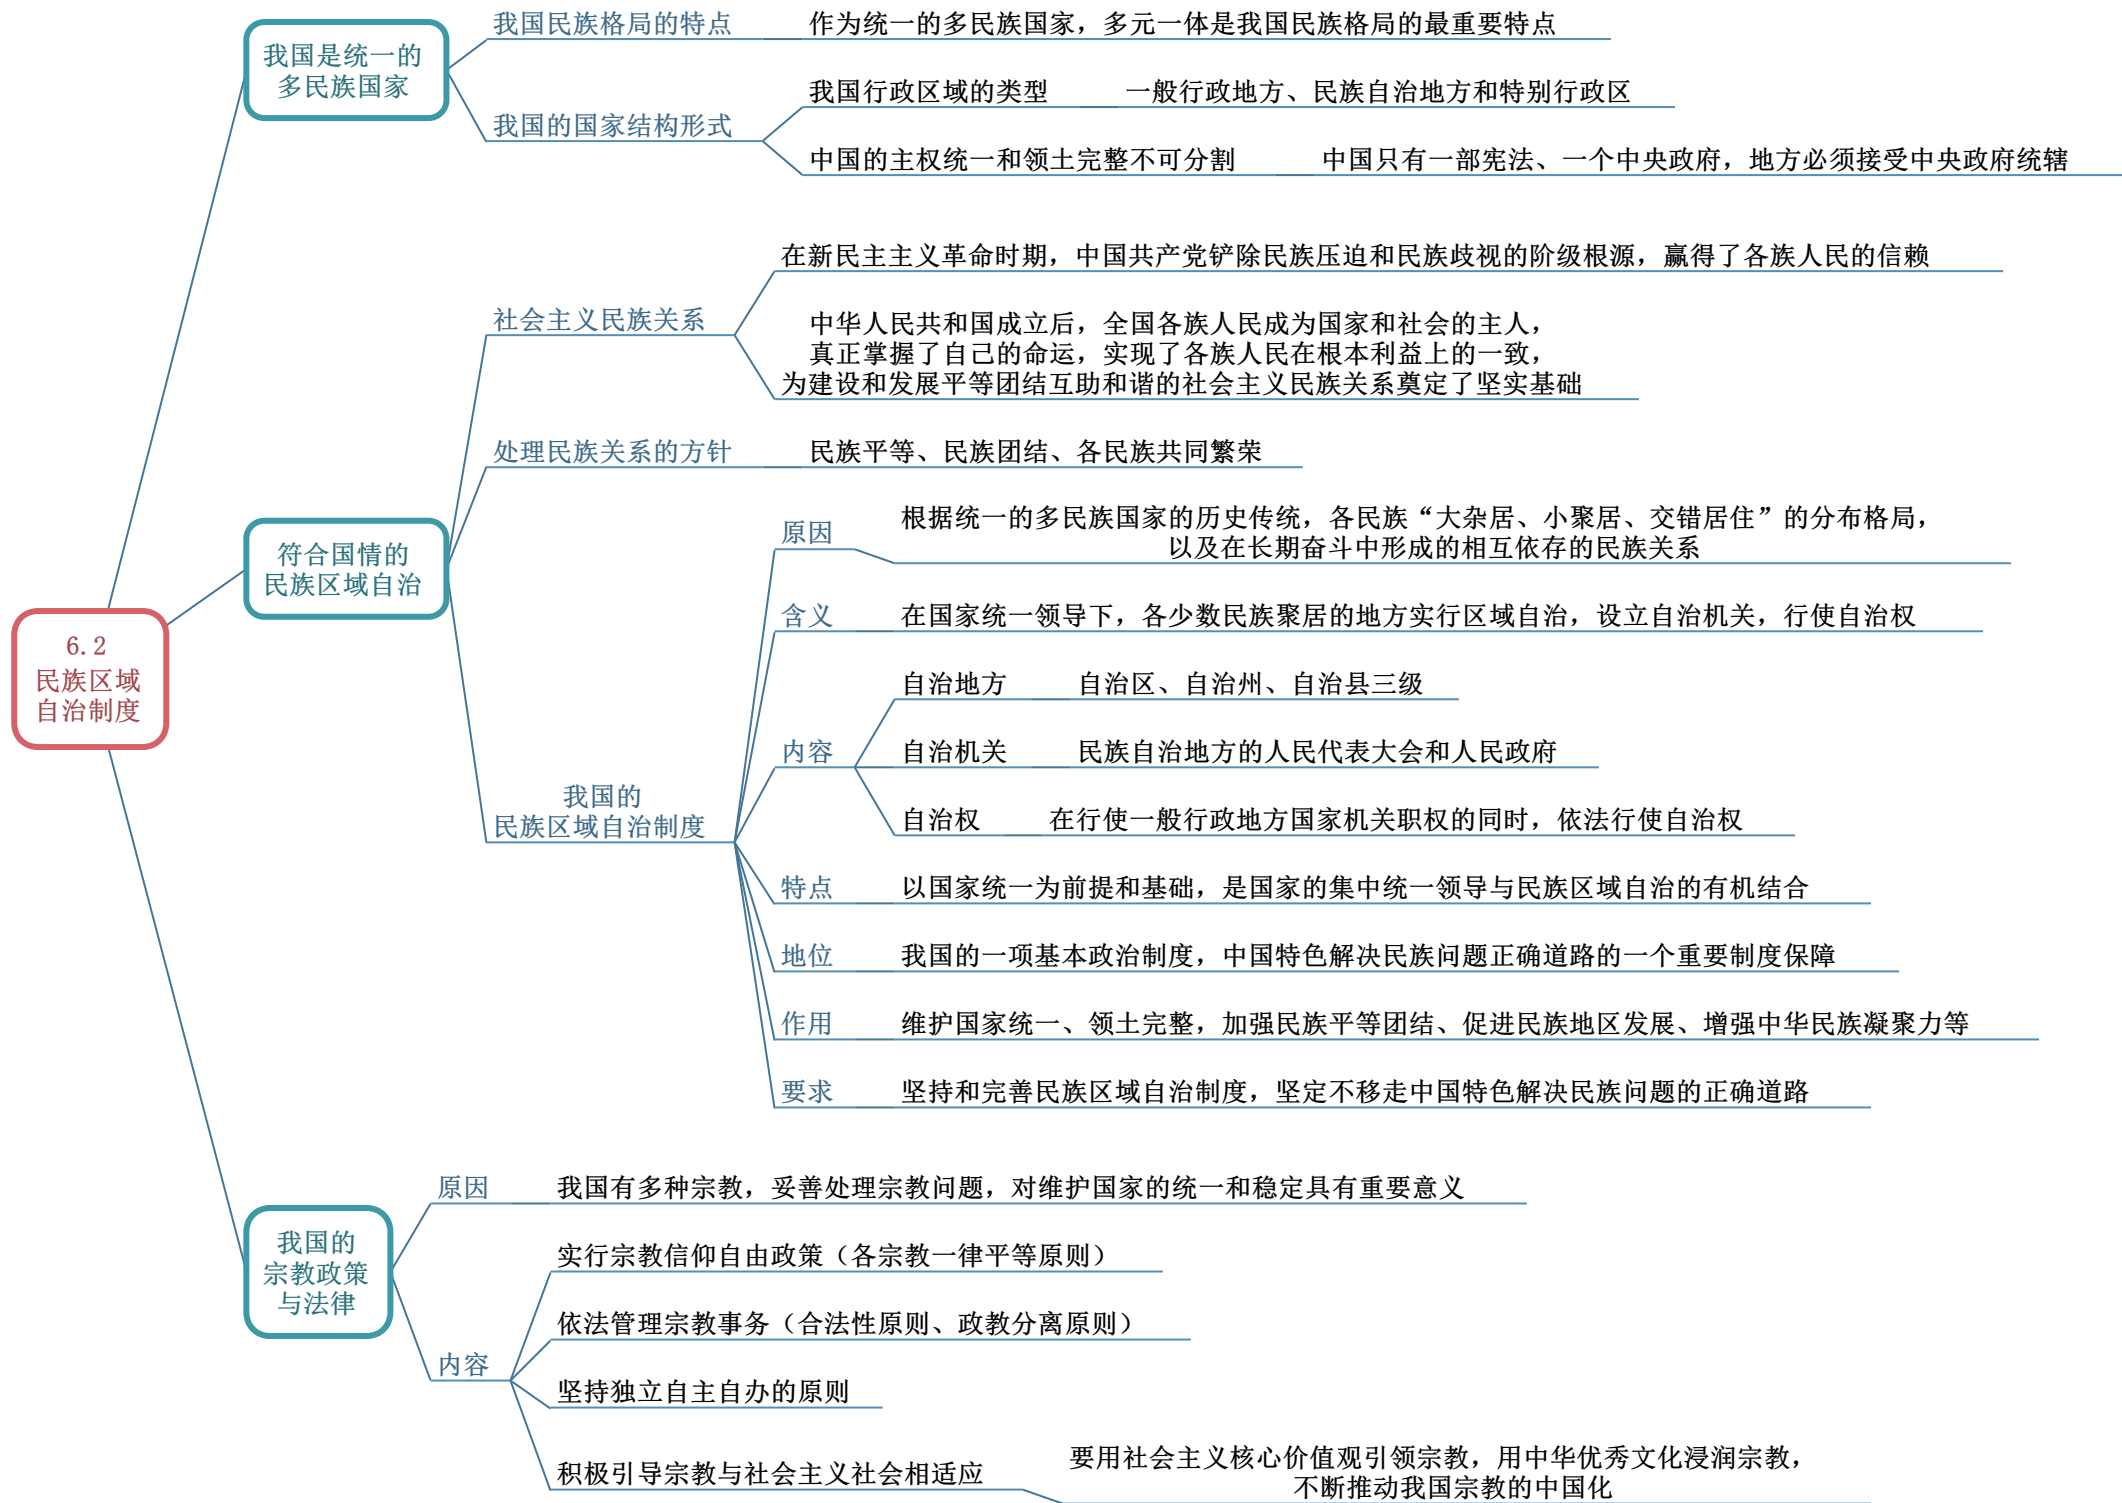 6.2
民族区域
自治制度
我国是统一的
多民族国家
我国民族格局的特点
作为统一的多民族国家，多元一体是我国民族格局的最重要特点
我国的国家结构形式
我国行政区域的类型
一般行政地方、民族自治地方和特别行政区
中国的主权统一和领土完整不可分割
中国只有一部宪法、一个中央政府，地方必须接受中央政府统辖
符合国情的
民族区域自治
社会主义民族关系
在新民主主义革命时期，中国共产党铲除民族压迫和民族歧视的阶级根源，赢得了各族人民的信赖
中华人民共和国成立后，全国各族人民成为国家和社会的主人，
真正掌握了自己的命运，实现了各族人民在根本利益上的一致，
为建设和发展平等团结互助和谐的社会主义民族关系奠定了坚实基础
处理民族关系的方针
民族平等、民族团结、各民族共同繁荣
我国的
民族区域自治制度
原因
根据统一的多民族国家的历史传统，各民族“大杂居、小聚居、交错居住”的分布格局，
以及在长期奋斗中形成的相互依存的民族关系
含义
在国家统一领导下，各少数民族聚居的地方实行区域自治，设立自治机关，行使自治权
内容
自治地方
自治区、自治州、自治县三级
自治机关
民族自治地方的人民代表大会和人民政府
自治权
在行使一般行政地方国家机关职权的同时，依法行使自治权
特点
以国家统一为前提和基础，是国家的集中统一领导与民族区域自治的有机结合
地位
我国的一项基本政治制度，中国特色解决民族问题正确道路的一个重要制度保障
作用
维护国家统一、领土完整，加强民族平等团结、促进民族地区发展、增强中华民族凝聚力等
要求
坚持和完善民族区域自治制度，坚定不移走中国特色解决民族问题的正确道路
我国的
宗教政策
与法律
原因
我国有多种宗教，妥善处理宗教问题，对维护国家的统一和稳定具有重要意义
内容
实行宗教信仰自由政策（各宗教一律平等原则）
依法管理宗教事务（合法性原则、政教分离原则）
坚持独立自主自办的原则
积极引导宗教与社会主义社会相适应
要用社会主义核心价值观引领宗教，用中华优秀文化浸润宗教，
不断推动我国宗教的中国化